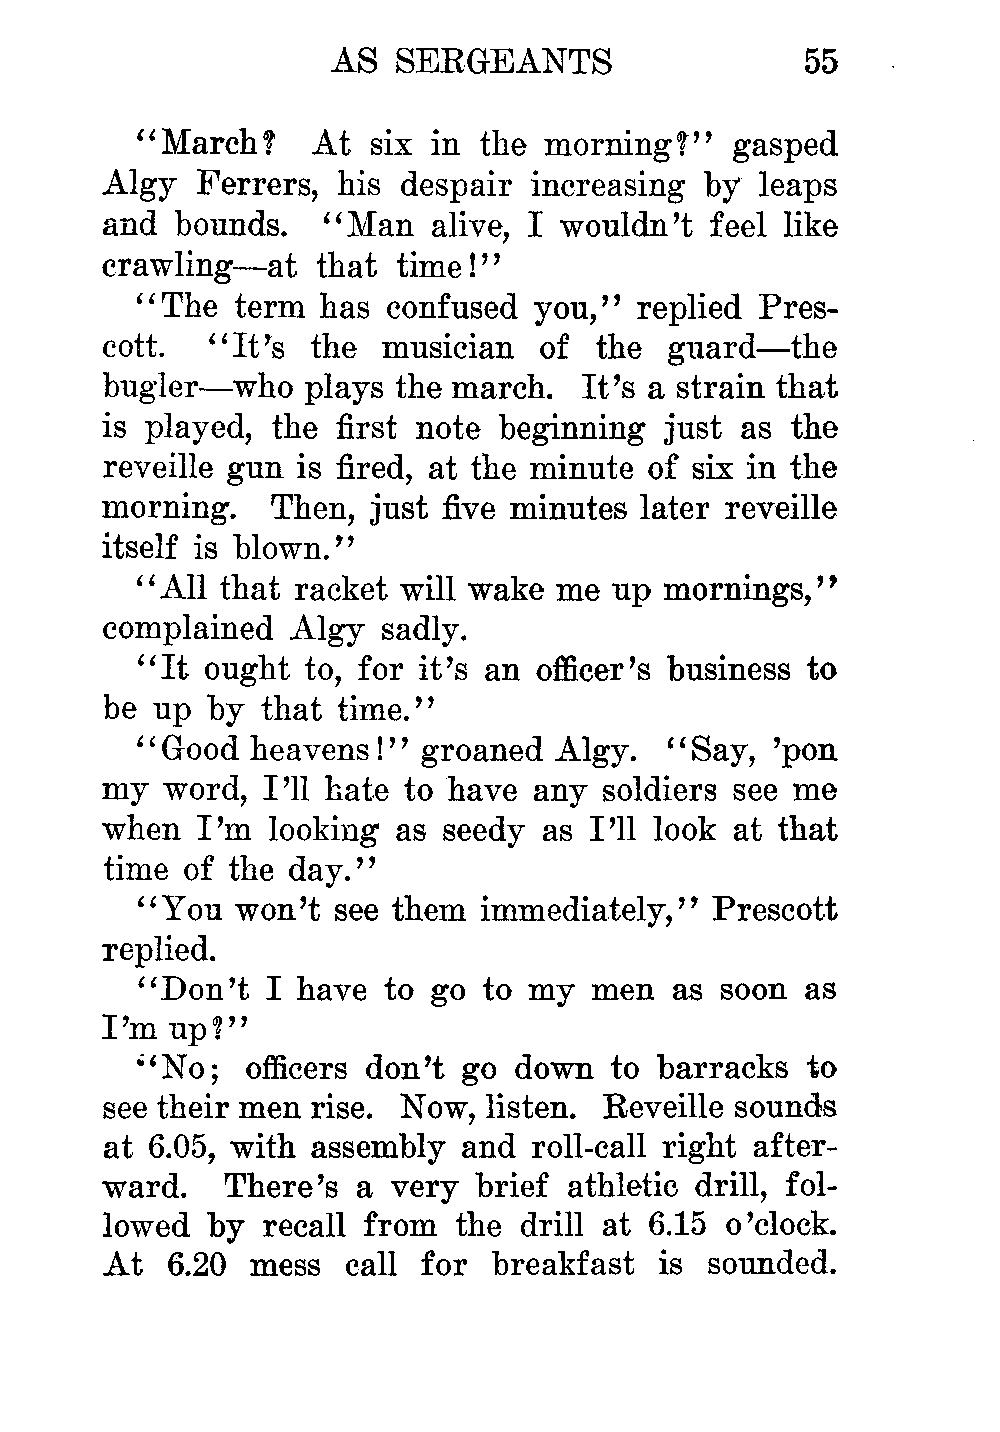 AS SERGEANTS 55
"March? At six in the morning?" gasped
Algy Ferrers, his despair increasing by leaps
and bounds. "Man alive, I wouldn't feel like
crawling—at that time!"
"The term has confused you," replied Pres-
cott. "It's the musician of the guard—the
bugler—who plays the march. It's a strain that
is played, the first note beginning just as the
reveille gun is fired, at the minute of six in the
morning. Then, just five minutes later reveille
itself is blown."
"All that racket will wake me up mornings,"
complained Algy sadly.
"It ought to, for it's an officer's business to
be up by that time."
"Good heavens!" groaned Algy. "Say, 'pon
my word, I'll hate to have any soldiers see me
when I'm looking as seedy as I'll look at that
time of the day."
"You won't see them immediately," Prescott
replied.
"Don't I have to go to my men as soon as
I'm up?"
"No; officers don't go down to barracks to
see their men rise. Now, listen. Reveille sounds
at 6.05, with assembly and roll-call right after-
ward. There's a very brief athletic drill, fol-
lowed by recall from the drill at 6.15 o'clock.
At 6.20 mess call for breakfast is sounded.